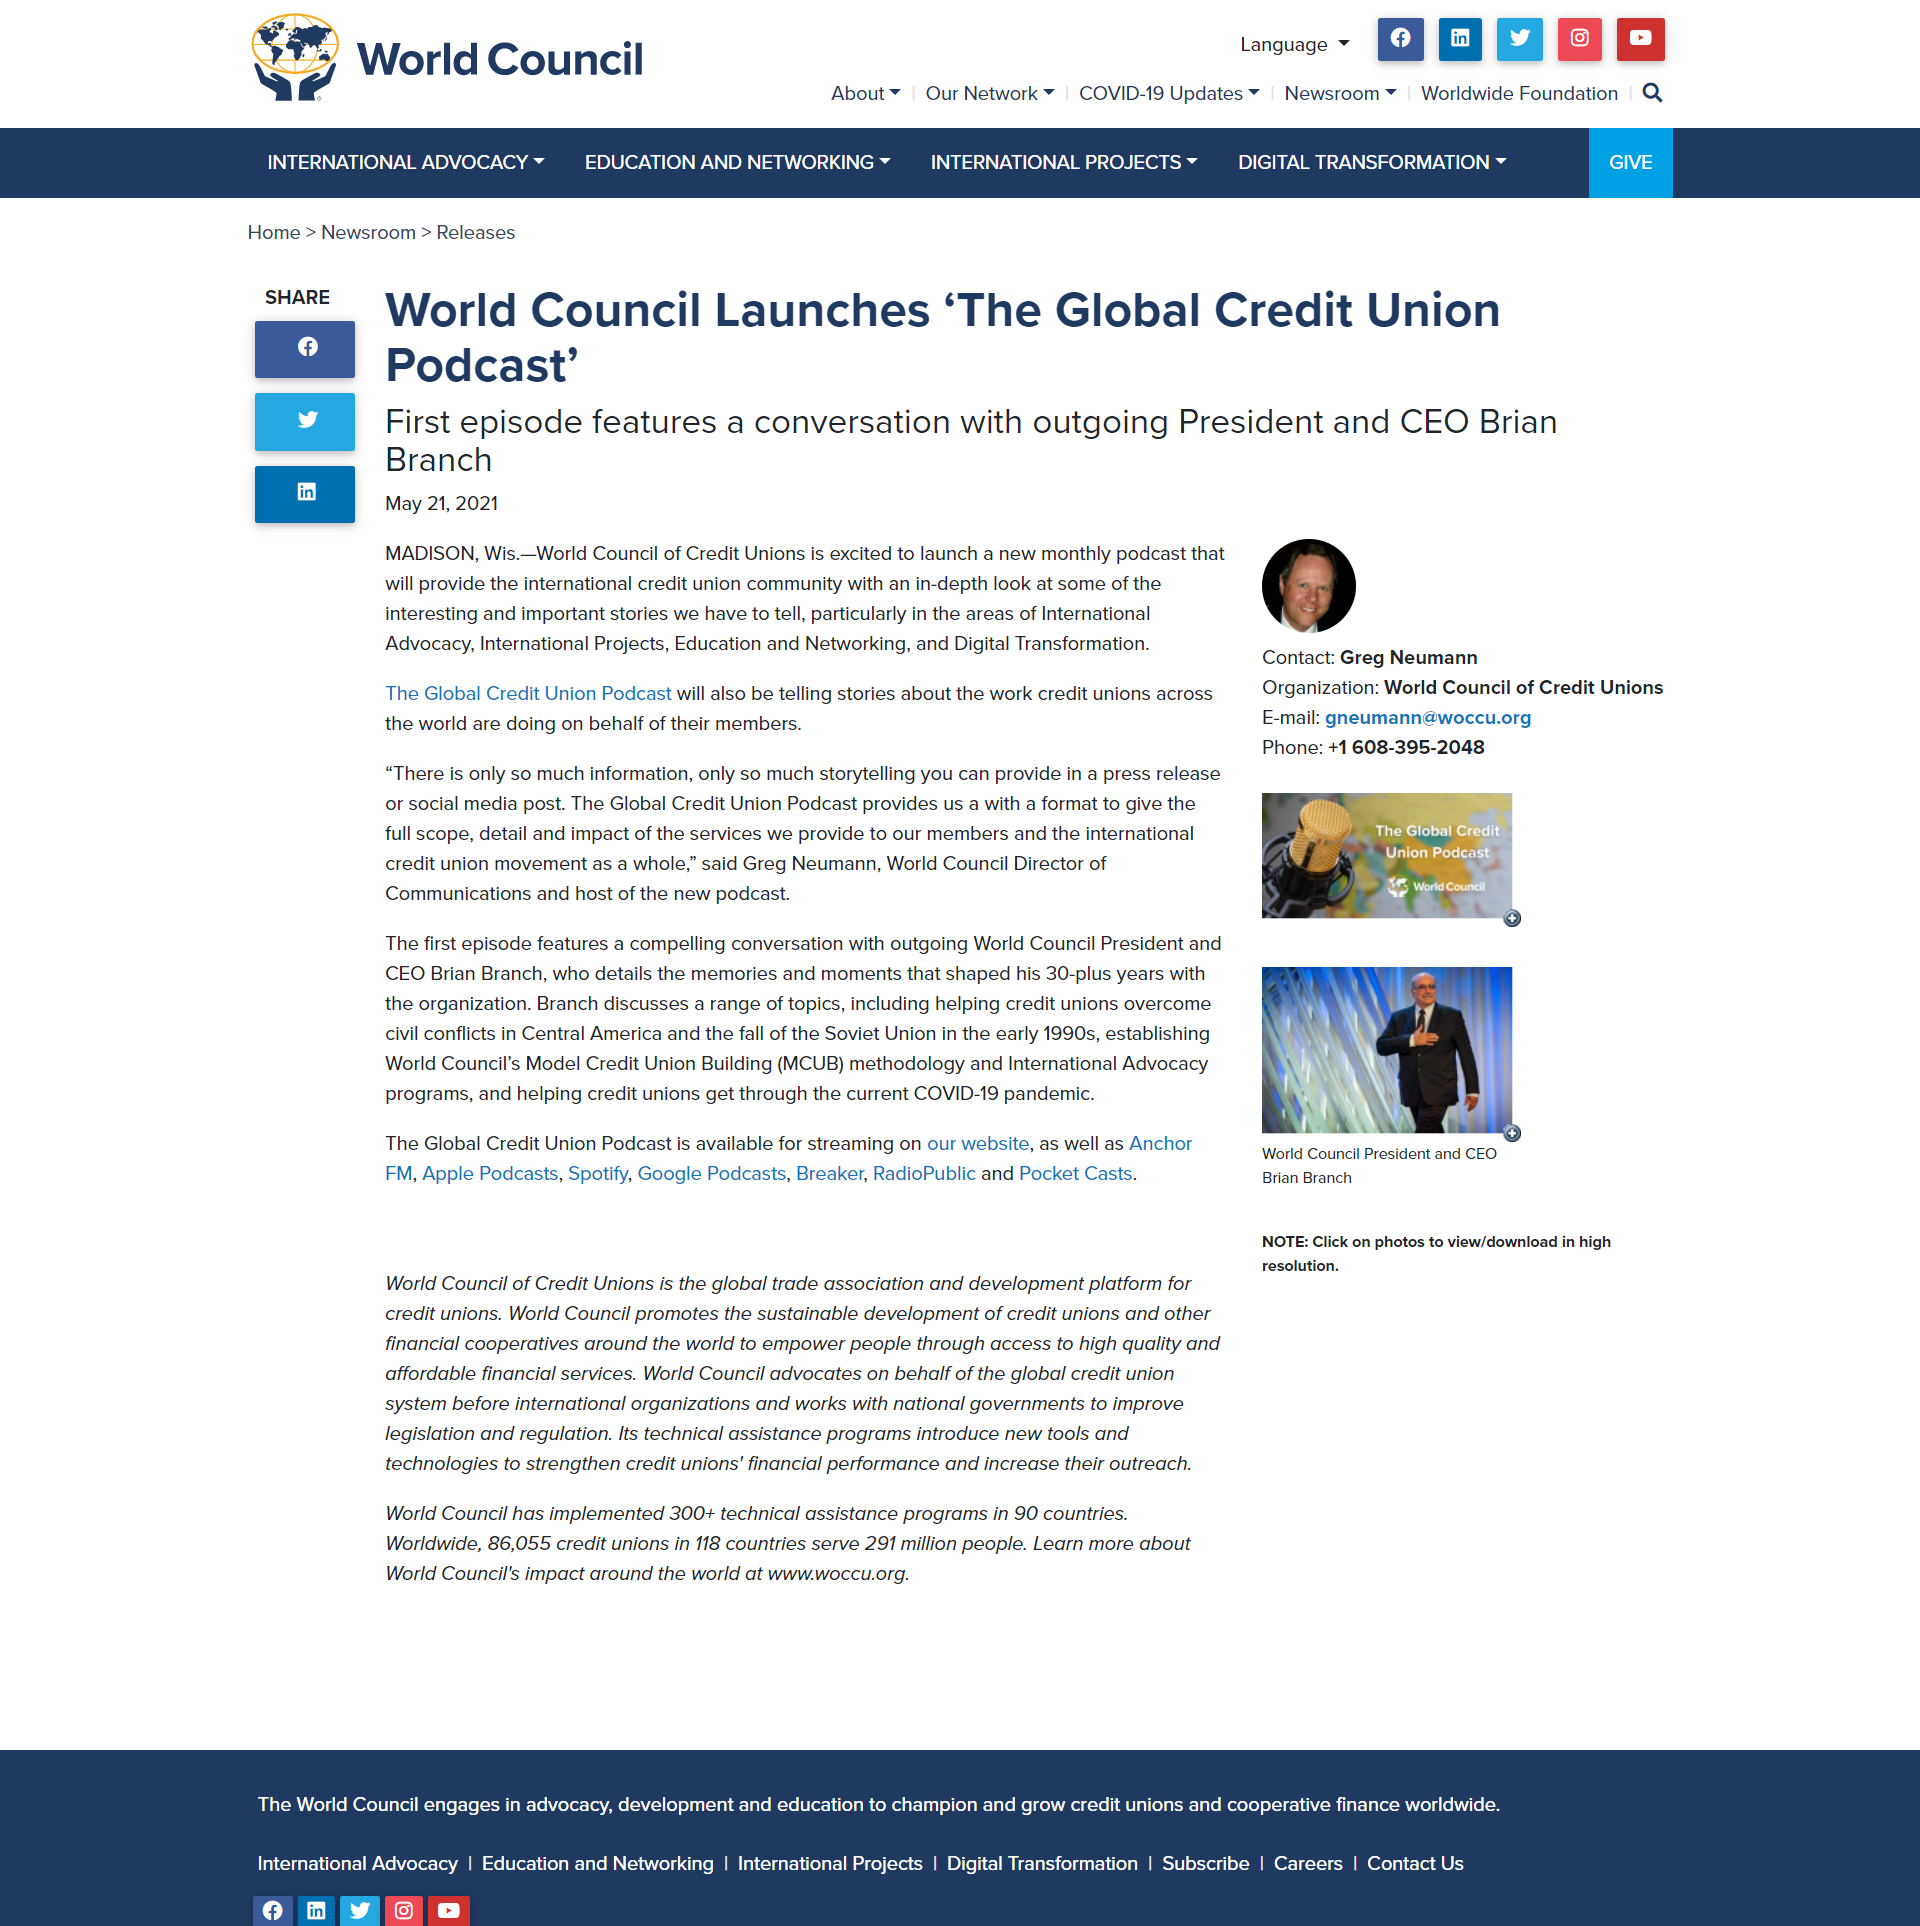 World Council
Language
About | Our Network | COVID-19 Updates | Newsroom | Worldwide Foundation |
INTERNATIONAL ADVOCACY EDUCATION AND NETWORKING INTERNATIONAL PROJECTS DIGITAL TRANSFORMATION GIVE
Home > Newsroom > Releases
SHARE
World Council Launches ‘The Global Credit Union
Podcast’
First episode features a conversation with outgoing President and CEO Brian
Branch
May 21, 2021
MADISON, Wis.—World Council of Credit Unions is excited to launch a new monthly podcast that
will provide the international credit union community with an in-depth look at some of the
interesting and important stories we have to tell, particularly in the areas of International
Advocacy, International Projects, Education and Networking, and Digital Transformation.
The Global Credit Union Podcast will also be telling stories about the work credit unions across
the world are doing on behalf of their members.
“There is only so much information, only so much storytelling you can provide in a press release
or social media post. The Global Credit Union Podcast provides us a with a format to give the
full scope, detail and impact of the services we provide to our members and the international
credit union movement as a whole,” said Greg Neumann, World Council Director of
Communications and host of the new podcast.
The first episode features a compelling conversation with outgoing World Council President and
CEO Brian Branch, who details the memories and moments that shaped his 30-plus years with
the organization. Branch discusses a range of topics, including helping credit unions overcome
civil conflicts in Central America and the fall of the Soviet Union in the early 1990s, establishing
World Council’s Model Credit Union Building (MCUB) methodology and International Advocacy
programs, and helping credit unions get through the current COVID-19 pandemic.
The Global Credit Union Podcast is available for streaming on our website, as well as Anchor
FM, Apple Podcasts, Spotify, Google Podcasts, Breaker, RadioPublic and Pocket Casts.
World Council of Credit Unions is the global trade association and development platform for
credit unions. World Council promotes the sustainable development of credit unions and other
financial cooperatives around the world to empower people through access to high quality and
affordable financial services. World Council advocates on behalf of the global credit union
system before international organizations and works with national governments to improve
legislation and regulation. Its technical assistance programs introduce new tools and
technologies to strengthen credit unions' financial performance and increase their outreach.
World Council has implemented 300+ technical assistance programs in 90 countries.
Worldwide, 86,055 credit unions in 118 countries serve 291 million people. Learn more about
World Council's impact around the world at www.woccu.org.
Contact: Greg Neumann
Organization: World Council of Credit Unions
E-mail: gneumann@woccu.org
Phone: +1 608-395-2048
The Global Credit
Union Podcast
World Council
World Council President and CEO
Brian Branch
NOTE: Click on photos to view/download in high
resolution.
The World Council engages in advocacy, development and education to champion and grow credit unions and cooperative finance worldwide.
International Advocacy | Education and Networking | International Projects | Digital Transformation | Subscribe | Careers | Contact Us